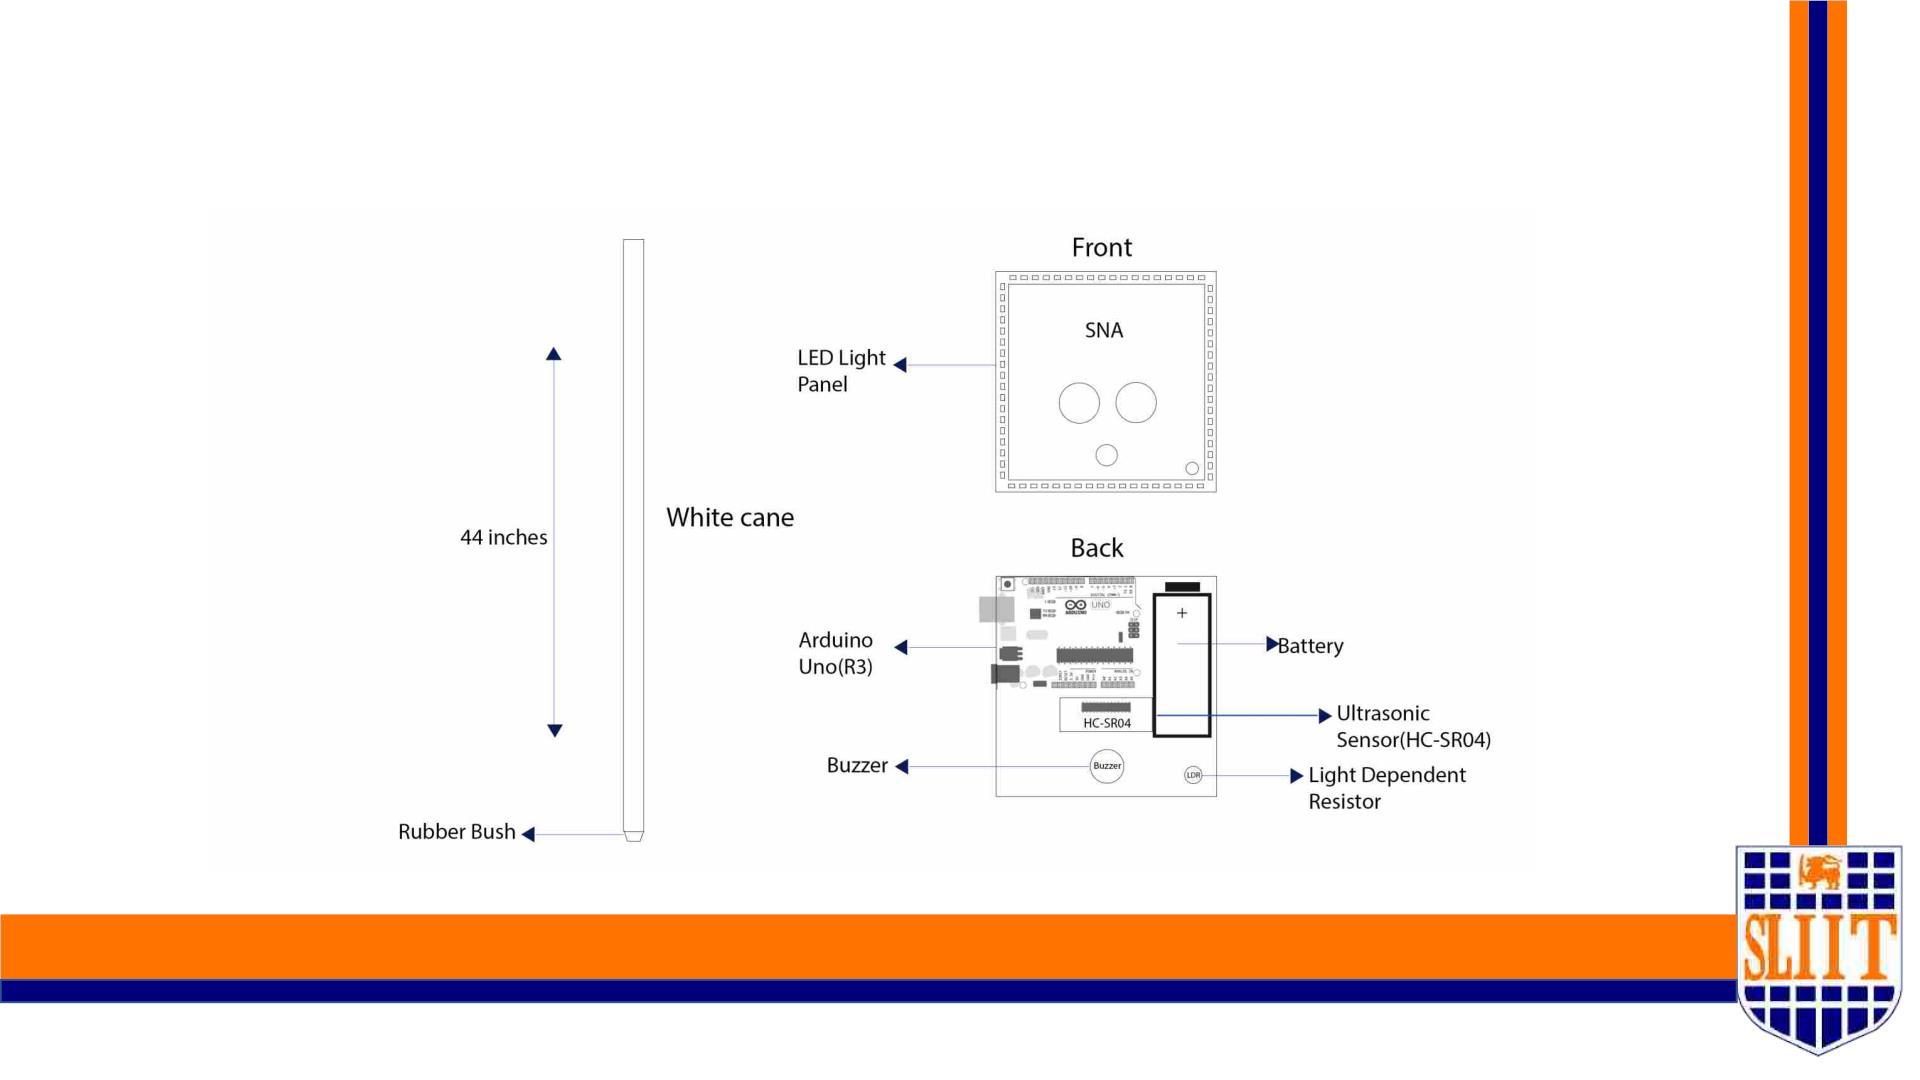 Front
SNA
LED Light
Panel
White cane
44 inches
Back
UNO
ARDUINO
Arduino
Uno(R3)
Battery
+
HC-SR04
Ultrasonic
Sensor(HC-SR04)
Buzzer
Buzzer
LDR
Light Dependent
Resistor
Rubber Bush
SLIIT